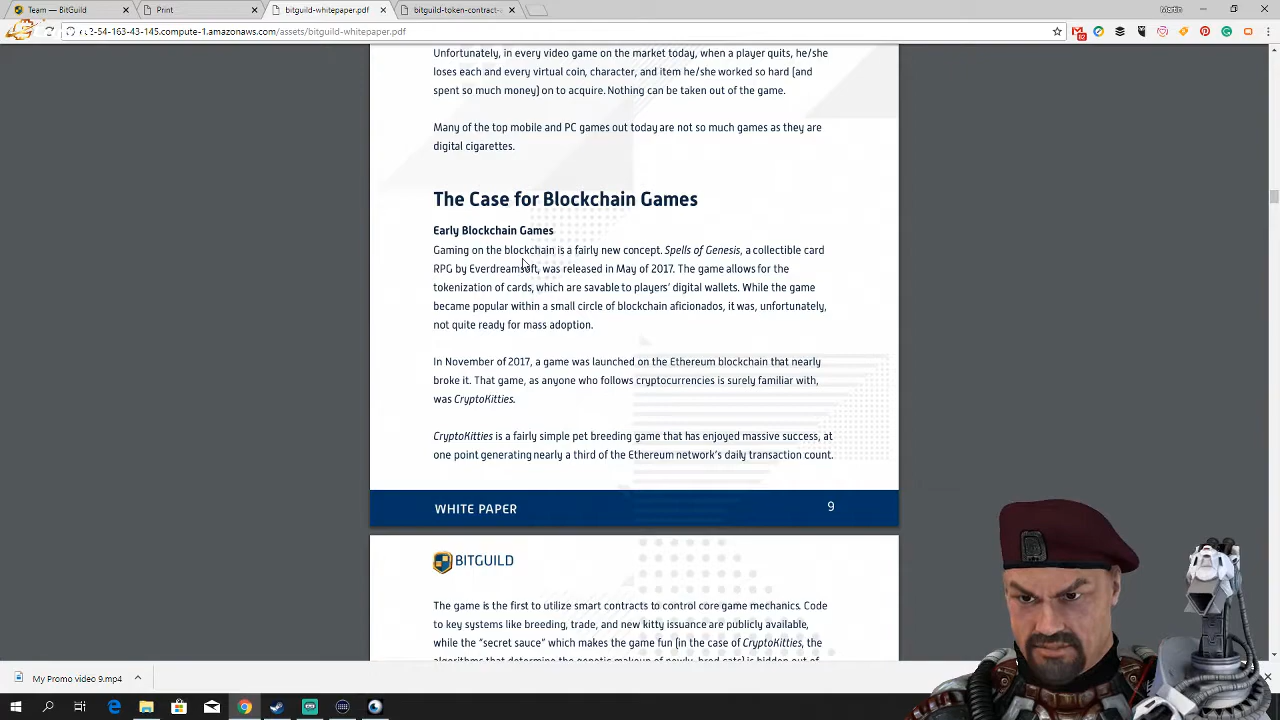 Team — BitGuild
Print
bitguild-whitepaper.pdf
bitguild-token-contract-
2-54-163-43-145.compute-1.amazonaws.com/assets/bitguild-whitepaper.pdf
82
Unfortunately, in every video game on the market today, when a player quits, he/she
loses each and every virtual coin, character, and item he/she worked so hard (and
spent so much money) on to acquire. Nothing can be taken out of the game.
Many of the top mobile and PC games out today are not so much games as they are
digital cigarettes.
The Case for Blockchain Games
Early Blockchain Games
Gaming on the blockchain is a fairly new concept. Spells of Genesis, a collectible card
RPG by Everdreamsoft, was released in May of 2017. The game allows for the
tokenization of cards, which are savable to players’ digital wallets. While the game
became popular within a small circle of blockchain aficionados, it was, unfortunately,
not quite ready for mass adoption.
In November of 2017, a game was launched on the Ethereum blockchain that nearly
broke it. That game, as anyone who follows cryptocurrencies is surely familiar with,
was CryptoKitties.
CryptoKitties is a fairly simple pet breeding game that has enjoyed massive success, at
one point generating nearly a third of the Ethereum network’s daily transaction count.
WHITE PAPER
9
BITGUILD
The game is the first to utilize smart contracts to control core game mechanics. Code
to key systems like breeding, trade, and new kitty issuance are publicly available,
while the “secret sauce” which makes the game fun (in the case of CryptoKitties, the
My Promo video 9.mp4